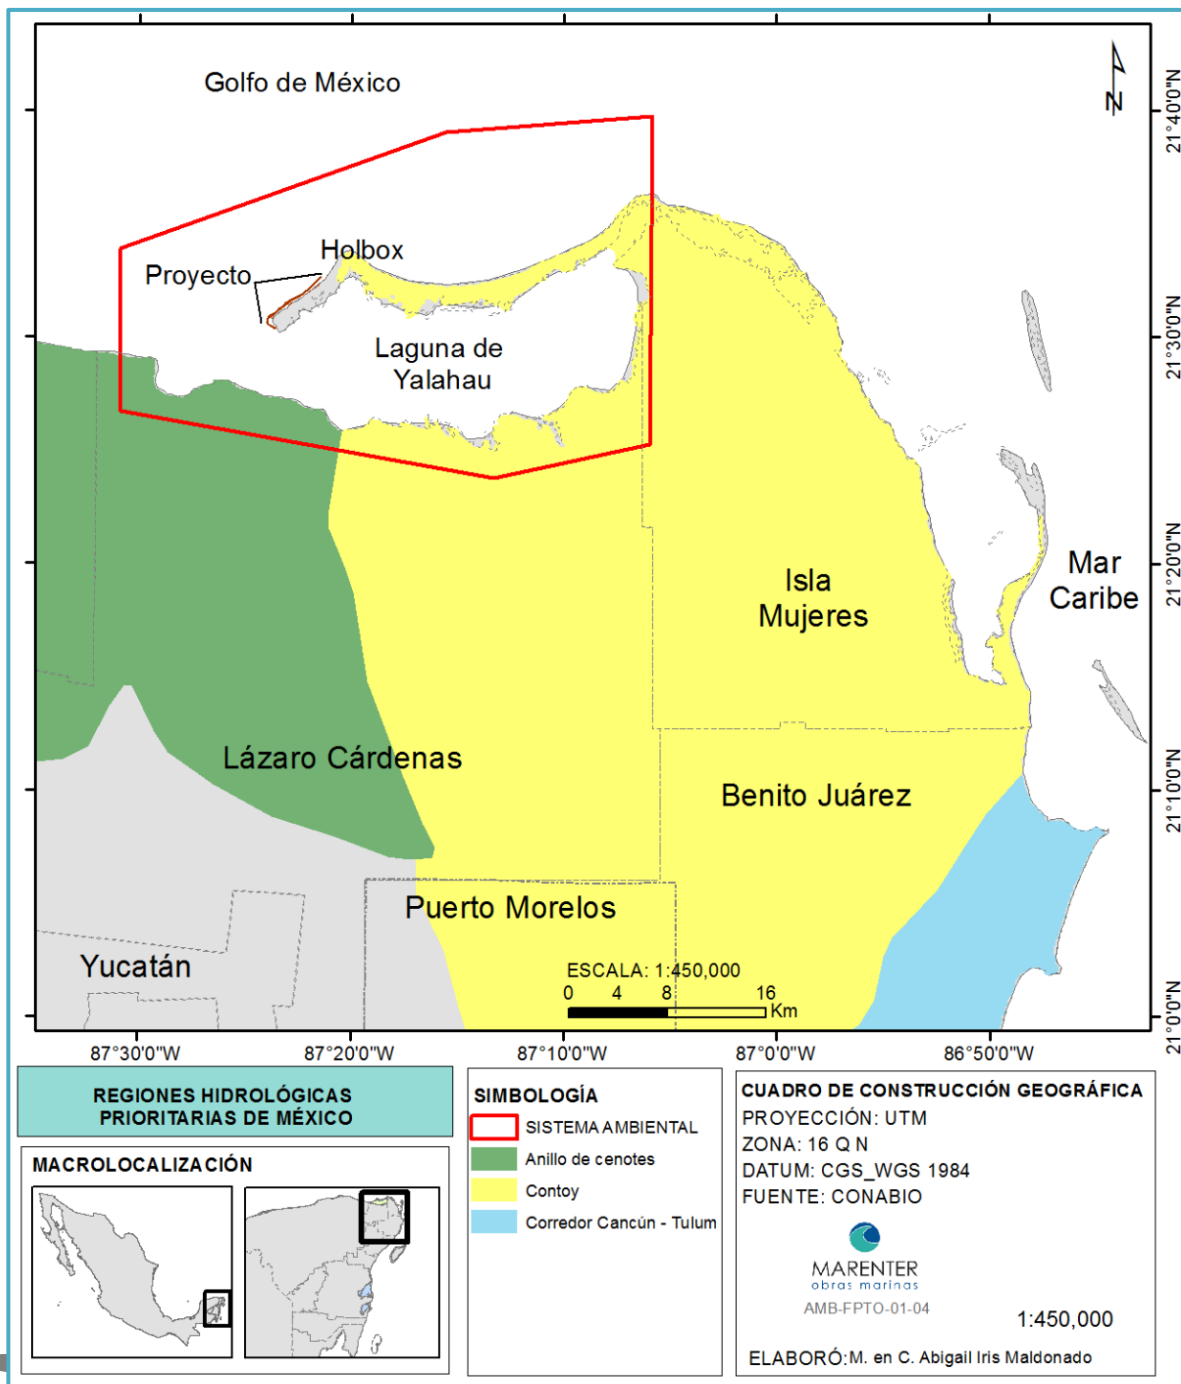 Golfo de México
N
Holbox
Proyecto
Laguna de
Yalahau
Isla
Mujeres
Mar
Caribe
Lázaro Cárdenas
Benito Juárez
Puerto Morelos
Yucatán
ESCALA: 1:450,000
0 4 8 16
Km
21°40'0"N
21°30'0"N
21°20'0"N
21°10'0"N
21°0'0"N
87°30'0"W 87°20'0"W 87°10'0"W 87°0'0"W 86°50'0"W
REGIONES HIDROLÓGICAS
PRIORITARIAS DE MÉXICO
MACROLOCALIZACIÓN
SIMBOLOGÍA
SISTEMA AMBIENTAL
Anillo de cenotes
Contoy
Corredor Cancún - Tulum
CUADRO DE CONSTRUCCIÓN GEOGRÁFICA
PROYECCIÓN: UTM
ZONA: 16 Q N
DATUM: CGS_WGS 1984
FUENTE: CONABIO
MARENTER
obras marinas
AMB-FPTO-01-04
1:450,000
ELABORÓ: M. en C. Abigail Iris Maldonado